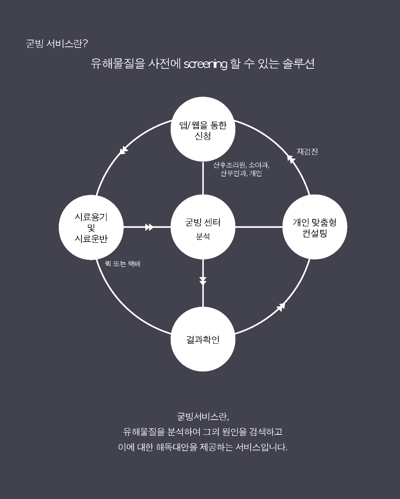 굳빙 서비스란?
유해물질을 사전에 screening 할 수 있는 솔루션
앱/웹을 통한
신청
재검진
산후조리원, 소아과,
산부인과, 개인
시료용기
및
시료운반
굳빙 센터
분석
개인 맞춤형
컨설팅
퀵 또는 택배
결과확인
굳빙서비스란,
유해물질을 분석하여 그의 원인을 검색하고
이에 대한 해독대안을 제공하는 서비스입니다.